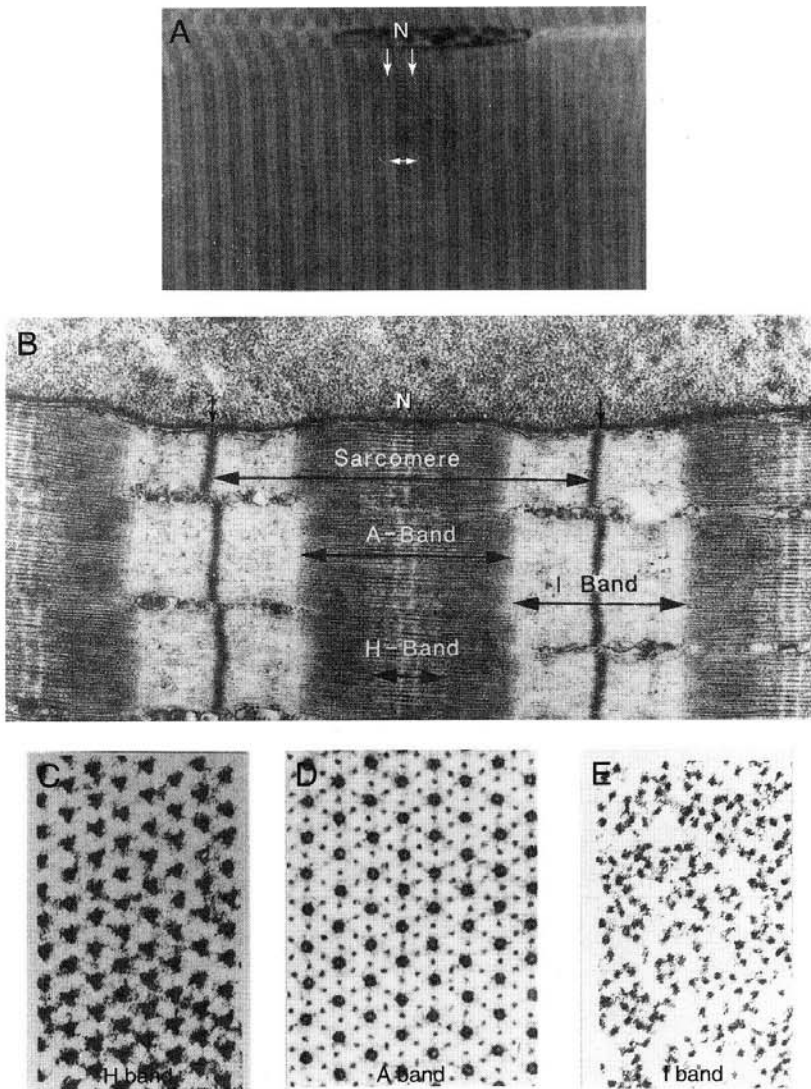 A
N
B
N
Sarcomere
A-Band
I Band
H-Band
C
D
E
H band
A band
I band